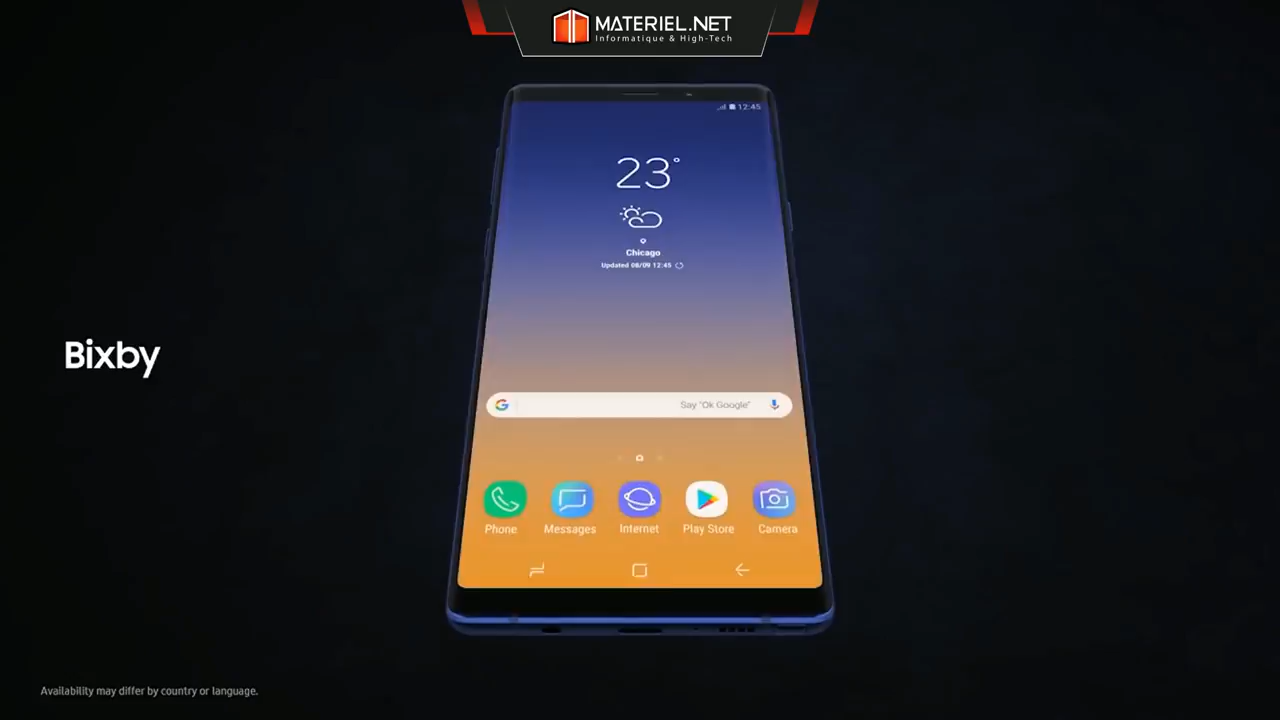 MATERIEL.NET
Informatique & High-Tech
12:45
23°
Chicago
Updated 08/09 12:45
Bixby
Say "Ok Google"
Phone
Messages
Internet
Play Store
Camera
Availability may differ by country or language.